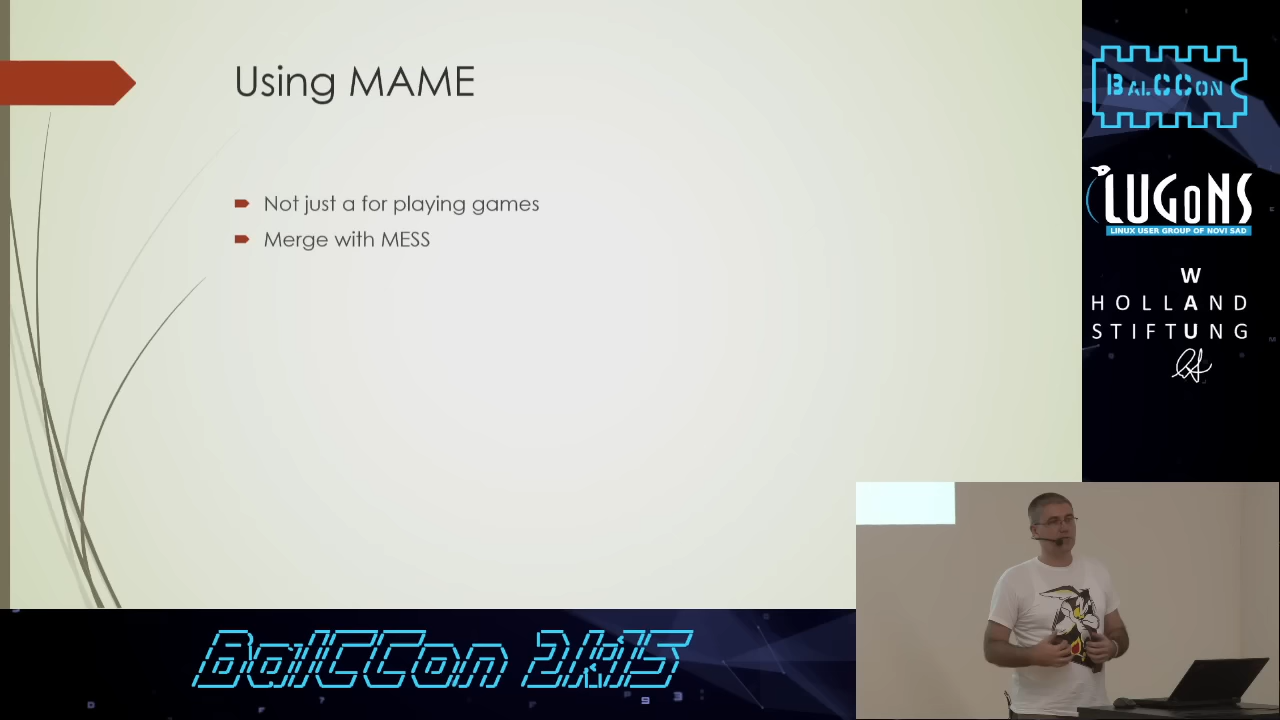 Using MAME
Not just a for playing games
Merge with MESS
BALCCON
LUGONS
LINUX USER GROUP OF NOVI SAD
W
HOLLAND
STIFTUNG
BalCCon 2k15